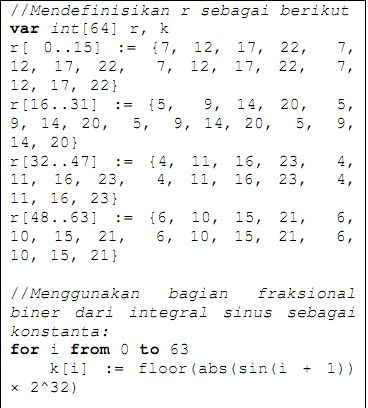 //Mendefinisikan r sebagai berikut
var int[64] r, k
r[ 0..15] := {7, 12, 17, 22, 7,
12, 17, 22, 7, 12, 17, 22, 7,
12, 17, 22}
r[16..31] := {5, 9, 14, 20, 5,
9, 14, 20, 5, 9, 14, 20, 5, 9,
14, 20}
r[32..47] := {4, 11, 16, 23, 4,
11, 16, 23, 4, 11, 16, 23, 4,
11, 16, 23}
r[48..63] := {6, 10, 15, 21, 6,
10, 15, 21, 6, 10, 15, 21, 6,
10, 15, 21}
//Menggunakan bagian fraksional
biner dari integral sinus sebagai
konstanta:
for i from 0 to 63
k[i] := floor(abs(sin(i + 1))
× 2^32)